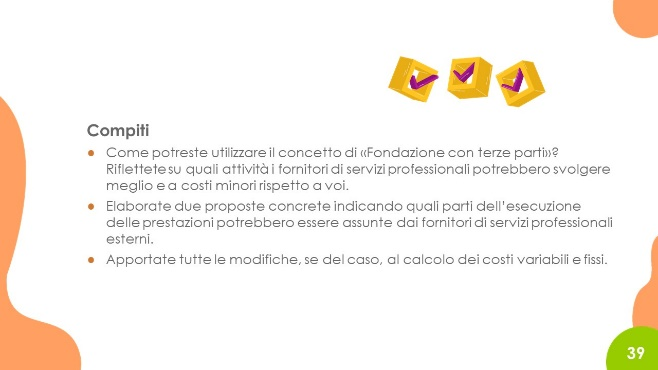 Compiti
Come potreste utilizzare il concetto di «Fondazione con terze parti»?
Riflettete su quali attività i fornitori di servizi professionali potrebbero svolgere
meglio e a costi minori rispetto a voi.
Elaborate due proposte concrete indicando quali parti dell'esecuzione
delle prestazioni potrebbero essere assunte dai fornitori di servizi professionali
esterni.
Apportate tutte le modifiche, se del caso, al calcolo dei costi variabili e fissi.
39